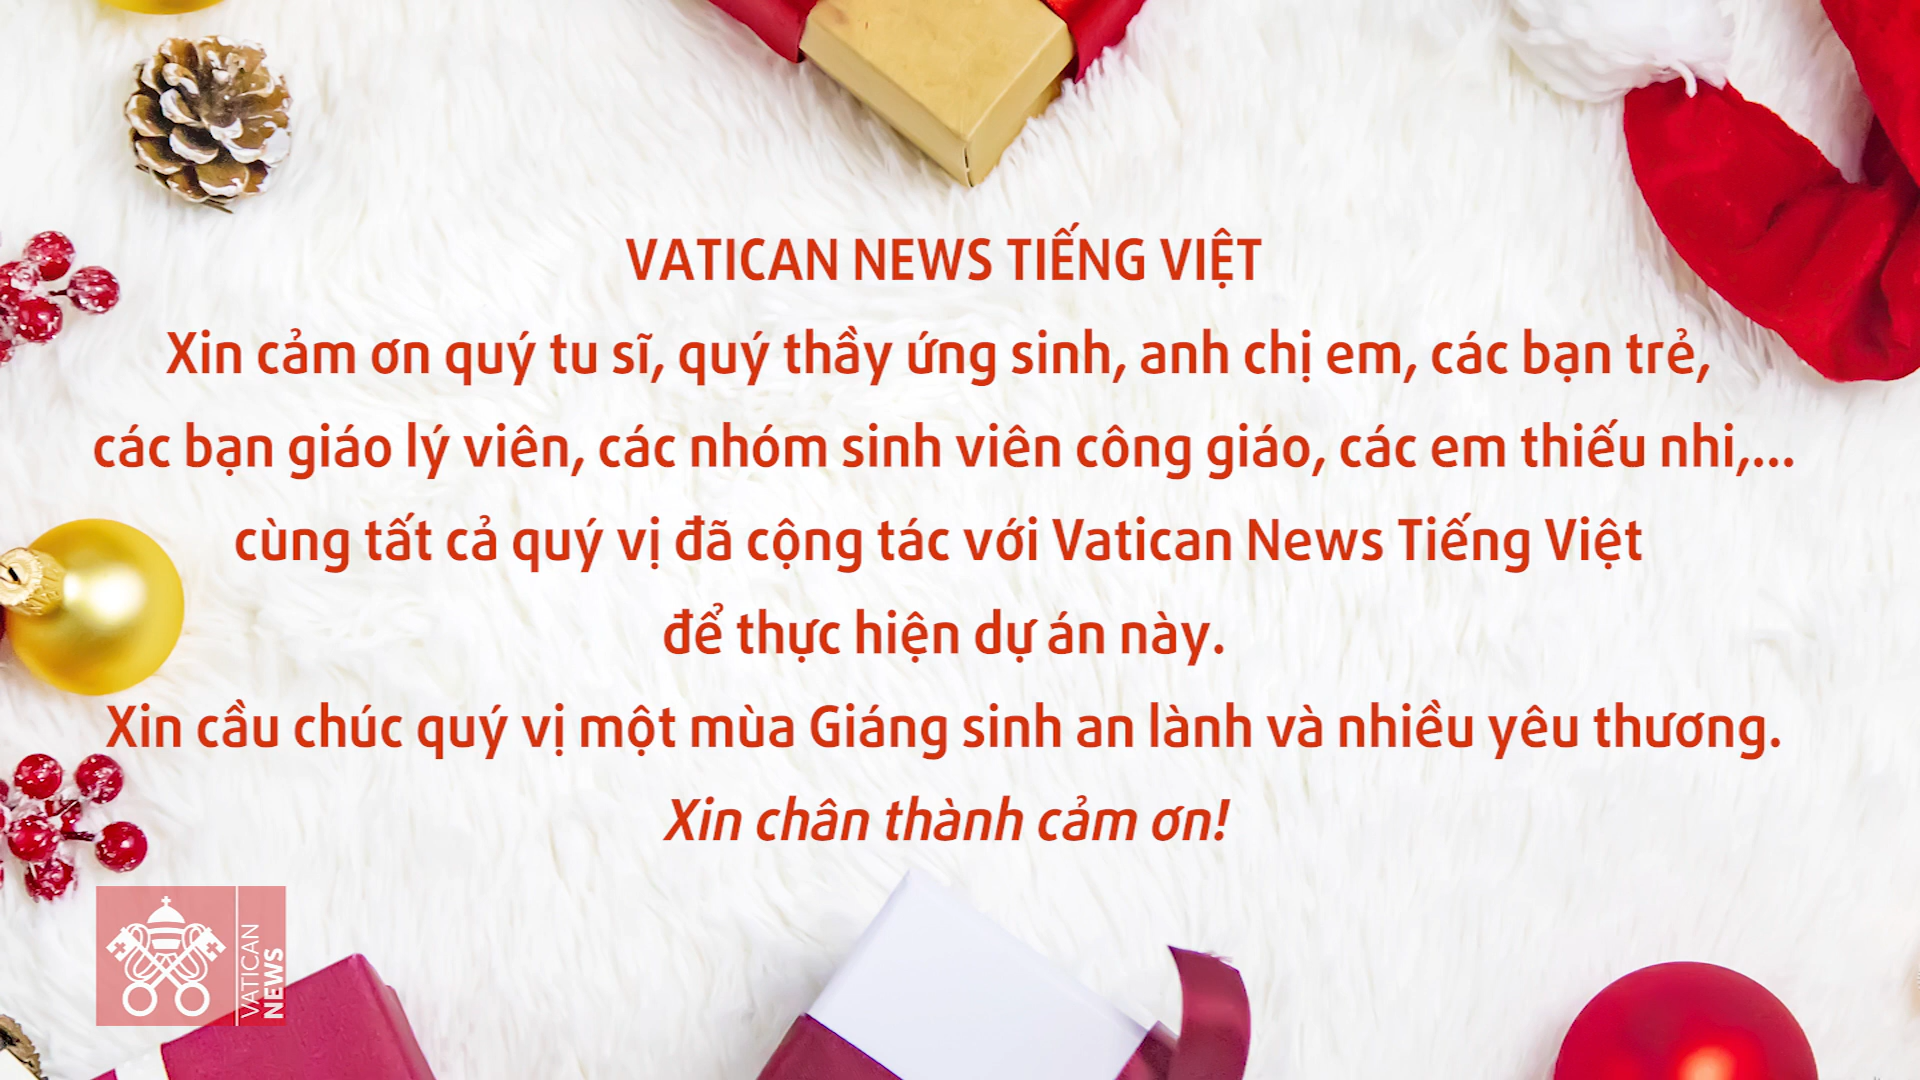 VATICAN NEWS TIẾNG VIỆT
Xin cảm ơn quý tu sĩ, quý thầy ứng sinh, anh chị em, các bạn trẻ,
các bạn giáo lý viên, các nhóm sinh viên công giáo, các em thiếu nhi,...
cùng tất cả quý vị đã cộng tác với Vatican News Tiếng Việt
để thực hiện dự án này.
Xin cầu chúc quý vị một mùa Giáng sinh an lành và nhiều yêu thương.
Xin chân thành cảm ơn!
VATICAN
NEWS